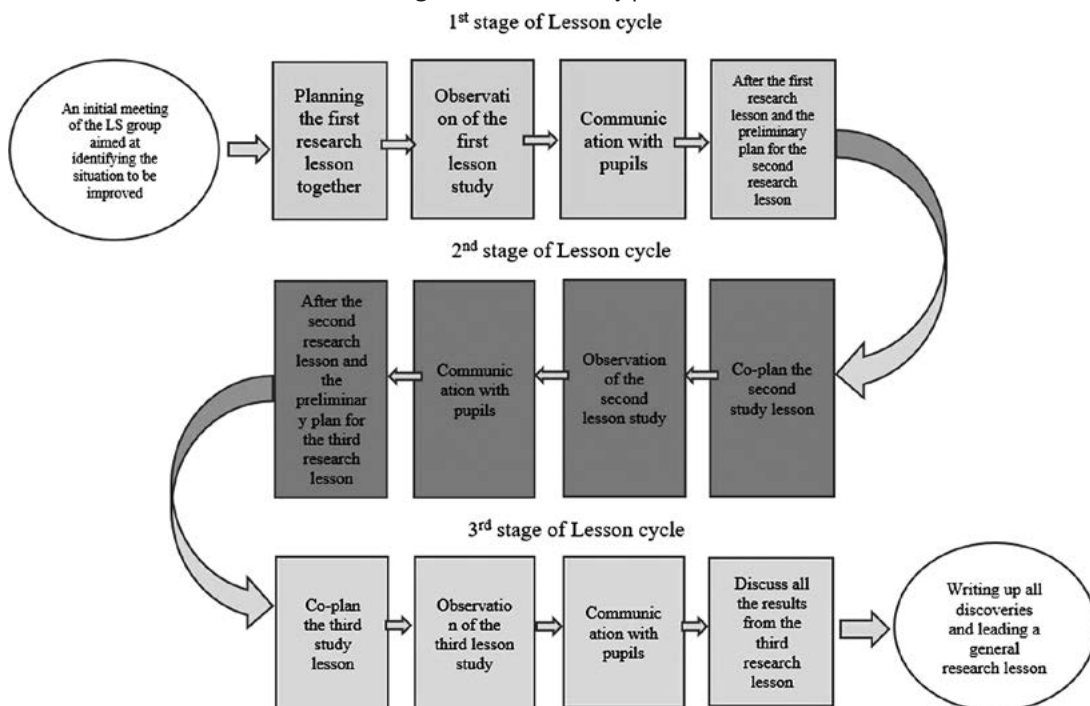 1st stage of Lesson cycle
An initial meeting
of the LS group
aimed at
identifying the
situation to be
improved
Planning
the first
research
lesson
together
Observati
on of the
first
lesson
study
Communic
ation with
pupils
After the first
research
lesson and the
preliminary
plan for the
second
research
lesson
2nd stage of Lesson cycle
After the
second
research
lesson and
the
preliminar
y plan for
the third
research
lesson
Communic
ation with
pupils
Observation
of the
second
lesson study
Co-plan the
second
study lesson
3rd stage of Lesson cycle
Co-plan
the third
study
lesson
Observatio
n of the
third lesson
study
Communic
ation with
pupils
Discuss all
the results
from the
third
research
lesson
Writing up all
discoveries
and leading a
general
research lesson